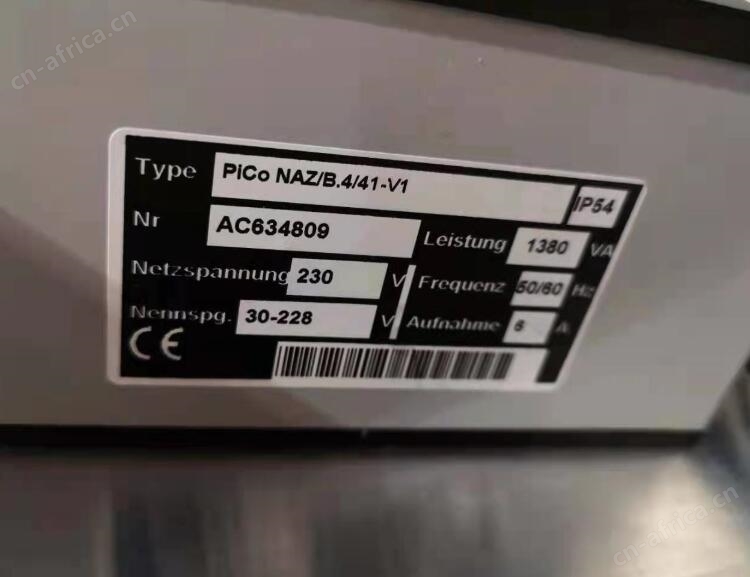 cn-africa.cn
Type PiCo NAZ/B.4/41-V1 IP54
Nr AC634809 Leistung 1380 VA
Netzspannung 230 V Frequenz 50/60 Hz
Nennspg. 30-228 V Aufnahme 6 A
CE
cn-africa.cn